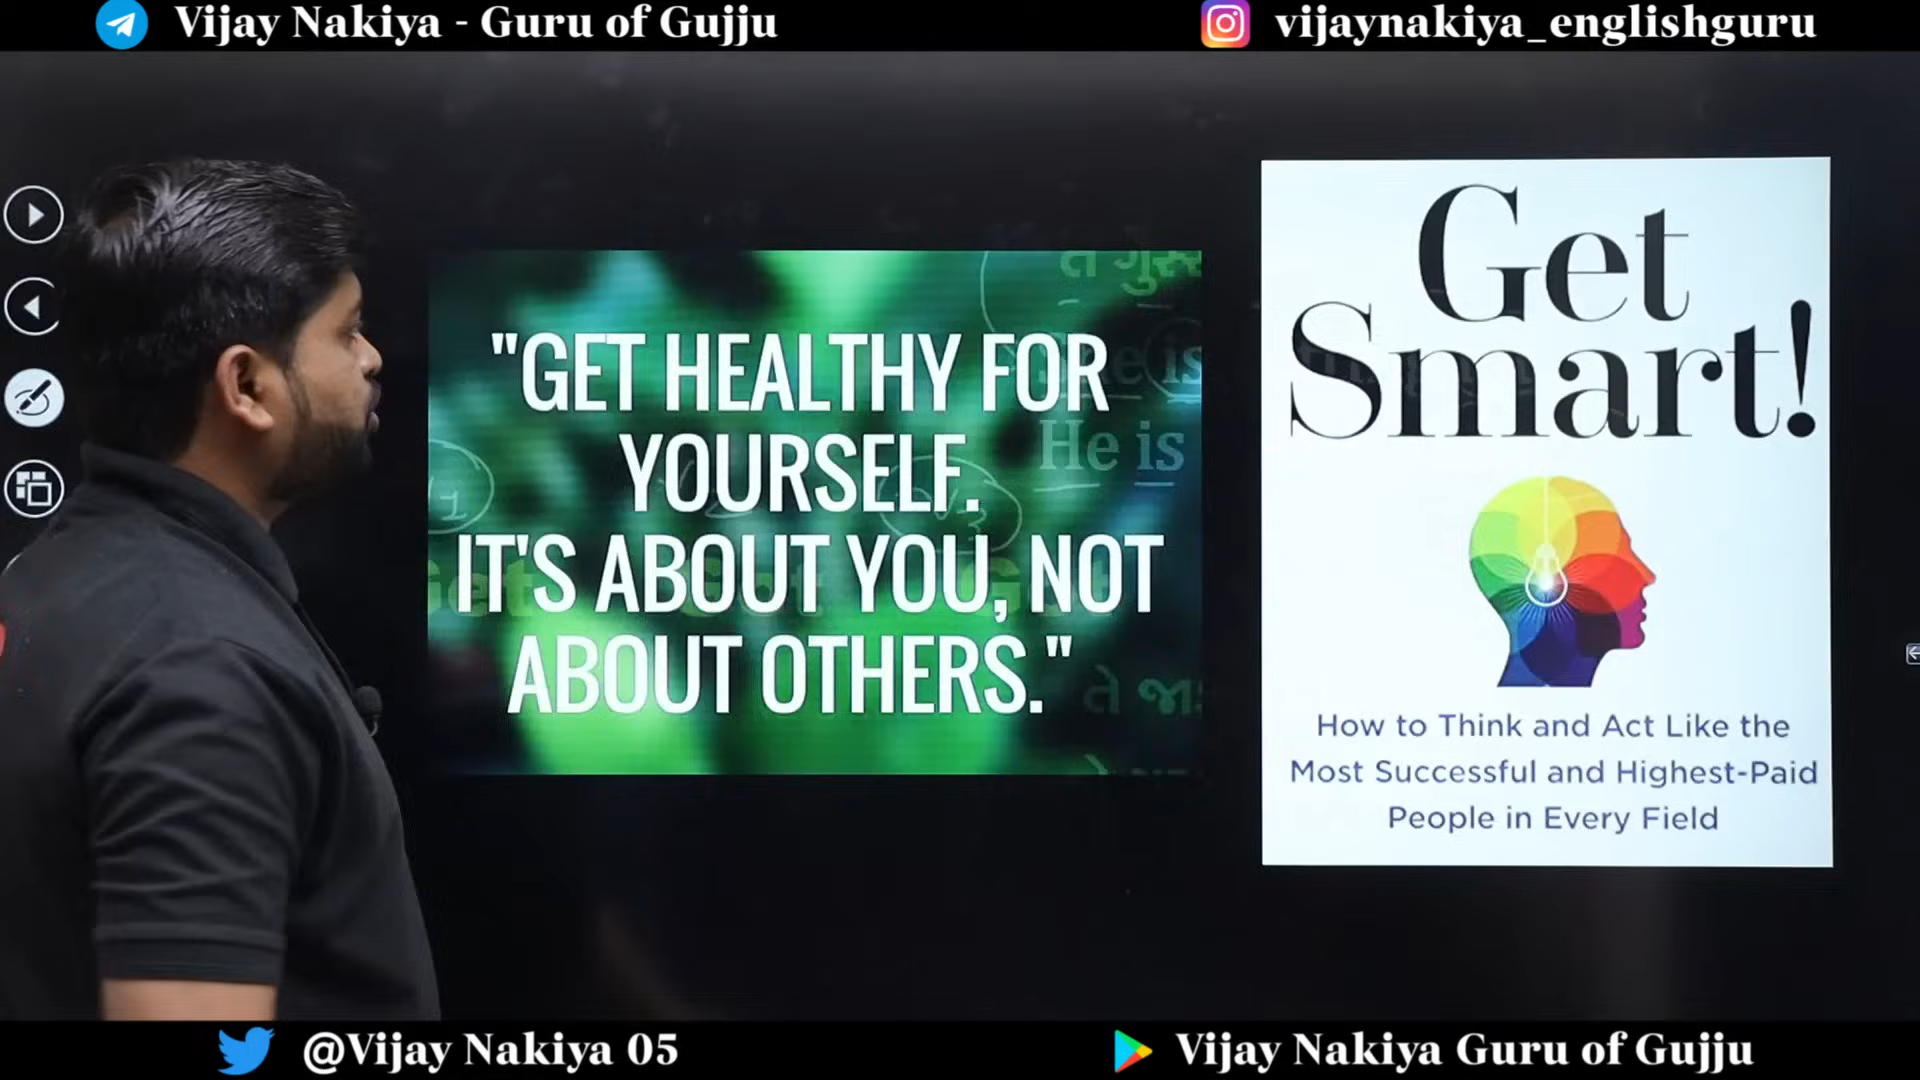 Vijay Nakiya - Guru of Gujju
vijaynakiya_englishguru
"GET HEALTHY FOR
YOURSELF.
IT'S ABOUT YOU, NOT
ABOUT OTHERS."
He is
Get
Smart!
How to Think and Act Like the
Most Successful and Highest-Paid
People in Every Field
@Vijay Nakiya 05
Vijay Nakiya Guru of Gujju